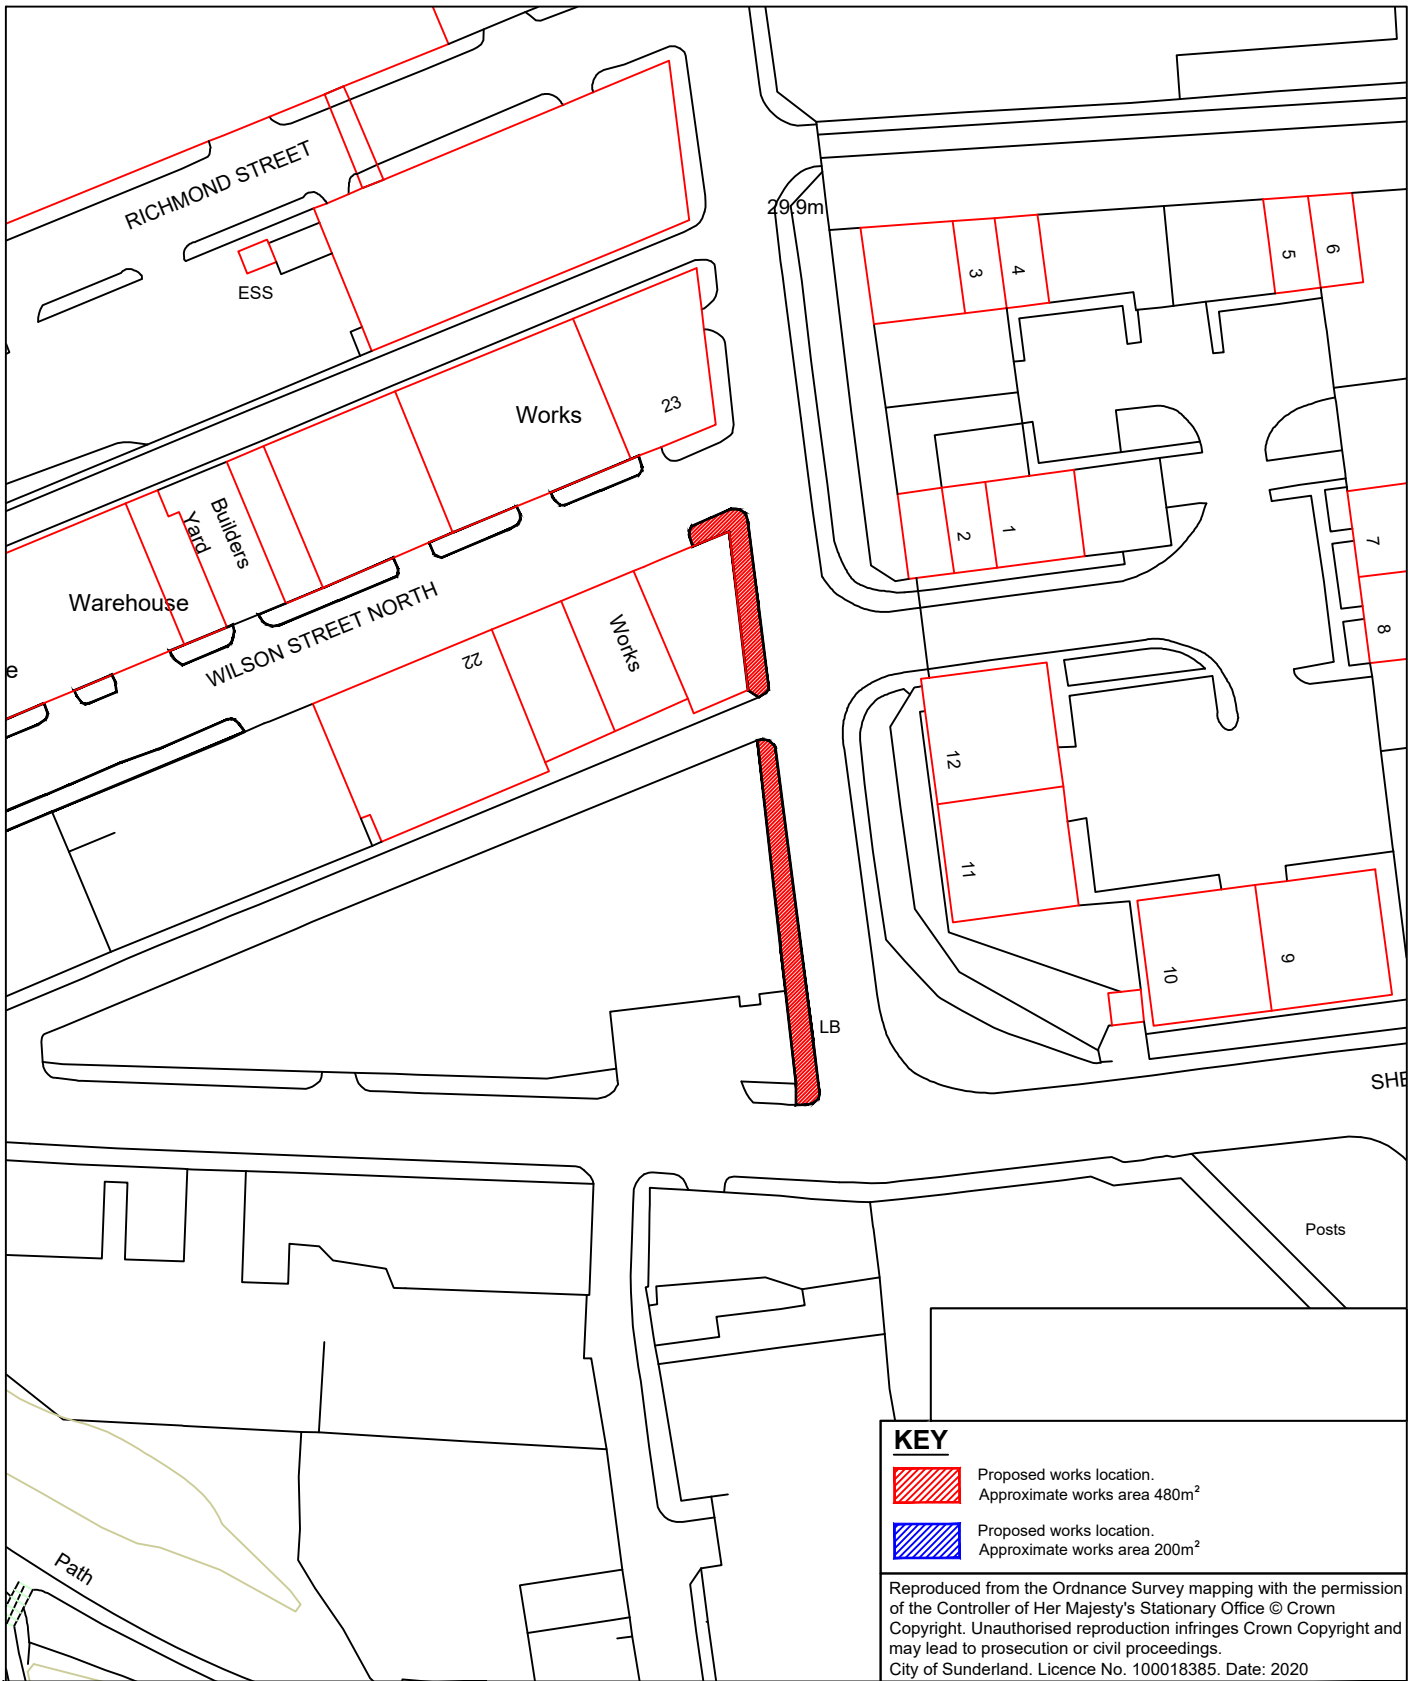 RICHMOND STREET
29.9m
ESS
3
4
5
6
Works
23
Builders
Yard
Warehouse
WILSON STREET NORTH
2
1
7
8
e
22
Works
12
11
10
9
LB
SHE
Posts
Path
KEY
Proposed works location.
Approximate works area 480m²
Proposed works location.
Approximate works area 200m²
Reproduced from the Ordnance Survey mapping with the permission
of the Controller of Her Majesty's Stationary Office © Crown
Copyright. Unauthorised reproduction infringes Crown Copyright and
may lead to prosecution or civil proceedings.
City of Sunderland. Licence No. 100018385. Date: 2020